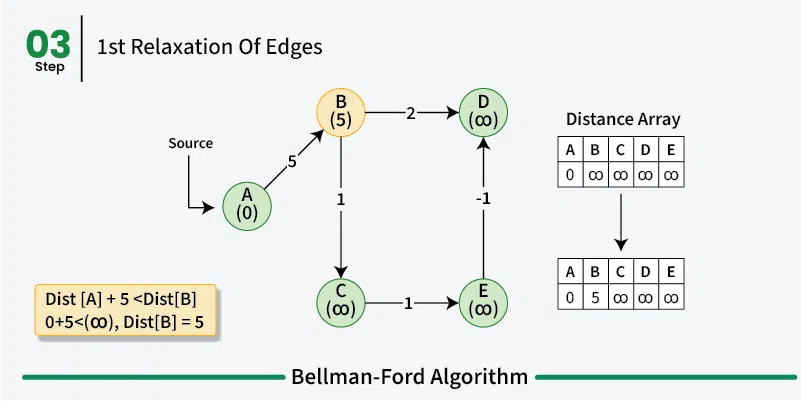 03
Step
1st Relaxation Of Edges
B
(5)
2
D
(∞)
Source
5
A
(0)
1
-1
C
(∞)
1
E
(∞)
Distance Array
A B C D E
0 ∞ ∞ ∞ ∞
A B C D E
0 5 ∞ ∞ ∞
Dist [A] + 5 <Dist[B]
0+5<(∞), Dist[B] = 5
Bellman-Ford Algorithm